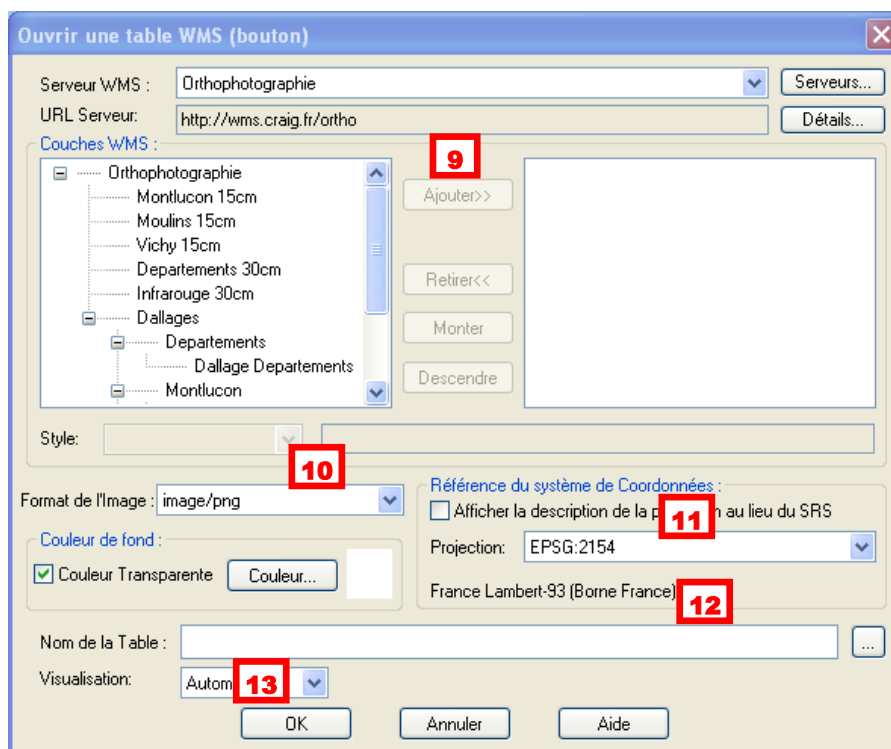 Ouvrir une table WMS (bouton)
Serveur WMS : Orthophotographie Serveurs...
URL Serveur: http://wms.craig.fr/ortho Détails...
Couches WMS :
9
Orthophotographie
Montlucon 15cm
Moulins 15cm
Vichy 15cm
Departements 30cm
Infrarouge 30cm
Dallages
Departements
Dallage Departements
Montlucon
Ajouter>>
Retirer<<
Monter
Descendre
Style:
10
Format de l'Image : image/png
Couleur de fond :
Couleur Transparente Couleur...
Référence du système de Coordonnées :
Afficher la description de la 11 au lieu du SRS
Projection: EPSG:2154
France Lambert-93 (Borne France)
12
Nom de la Table : ...
Visualisation: Autom
13
OK Annuler Aide